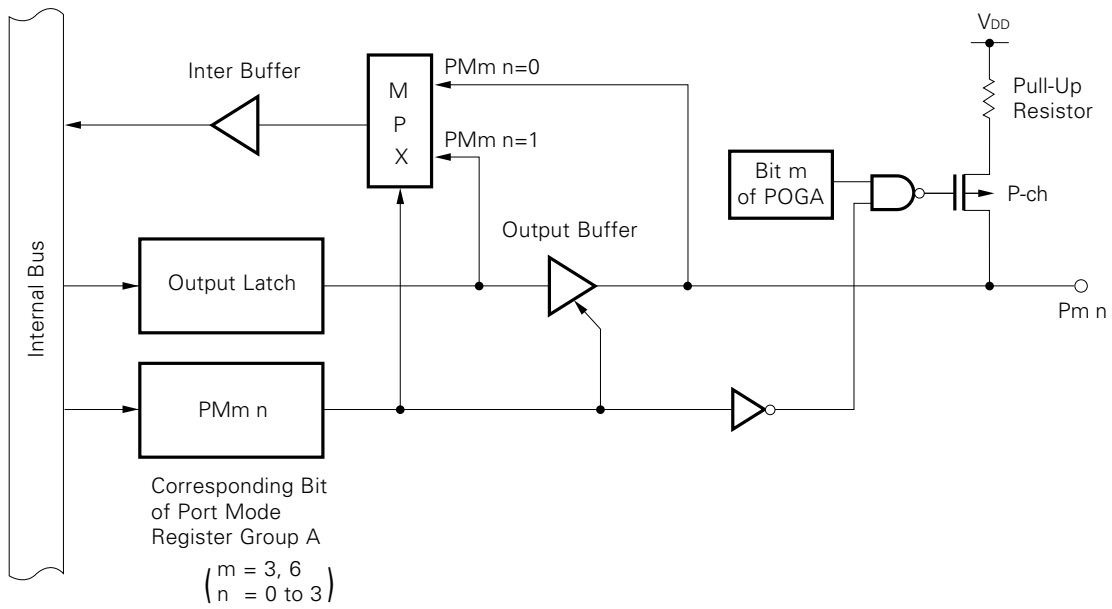 Internal Bus
Inter Buffer
M
P
X
PMm n=0
PMm n=1
VDD
Pull-Up
Resistor
Bit m
of POGA
P-ch
Output Latch
Output Buffer
Pm n
PMm n
Corresponding Bit
of Port Mode
Register Group A
( m = 3, 6
n = 0 to 3 )